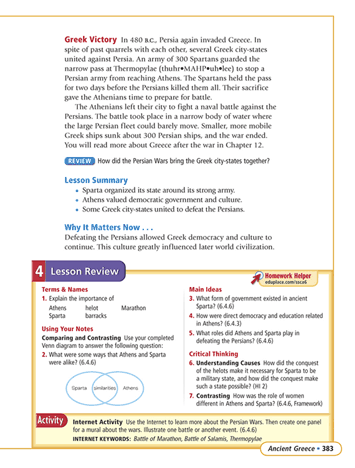 Greek Victory In 480 B.C., Persia again invaded Greece. In
spite of past quarrels with each other, several Greek city-states
united against Persia. An army of 300 Spartans guarded the
narrow pass at Thermopylae (thuhr•MAHP•uh•lee) to stop a
Persian army from reaching Athens. The Spartans held the pass
for two days before the Persians killed them all. Their sacrifice
gave the Athenians time to prepare for battle.
The Athenians left their city to fight a naval battle against the
Persians. The battle took place in a narrow body of water where
the large Persian fleet could barely move. Smaller, more mobile
Greek ships sunk about 300 Persian ships, and the war ended.
You will read more about Greece after the war in Chapter 12.
REVIEW How did the Persian Wars bring the Greek city-states together?
Lesson Summary
• Sparta organized its state around its strong army.
• Athens valued democratic government and culture.
• Some Greek city-states united to defeat the Persians.
Why It Matters Now . . .
Defeating the Persians allowed Greek democracy and culture to
continue. This culture greatly influenced later world civilization.
4 Lesson Review
Homework Helper
eduplace.com/ssca6
Terms & Names
1. Explain the importance of
Athens helot Marathon
Sparta barracks
Using Your Notes
Comparing and Contrasting Use your completed
Venn diagram to answer the following question:
2. What were some ways that Athens and Sparta
were alike? (6.4.6)
Sparta similarities Athens
Main Ideas
3. What form of government existed in ancient
Sparta? (6.4.6)
4. How were direct democracy and education related
in Athens? (6.4.3)
5. What roles did Athens and Sparta play in
defeating the Persians? (6.4.6)
Critical Thinking
6. Understanding Causes How did the conquest
of the helots make it necessary for Sparta to be
a military state, and how did the conquest make
such a state possible? (HI 2)
7. Contrasting How was the role of women
different in Athens and Sparta? (6.4.6, Framework)
Activity
Internet Activity Use the Internet to learn more about the Persian Wars. Then create one panel
for a mural about the wars. Illustrate one battle or another event. (6.4.6)
INTERNET KEYWORDS: Battle of Marathon, Battle of Salamis, Thermopylae
Ancient Greece • 383